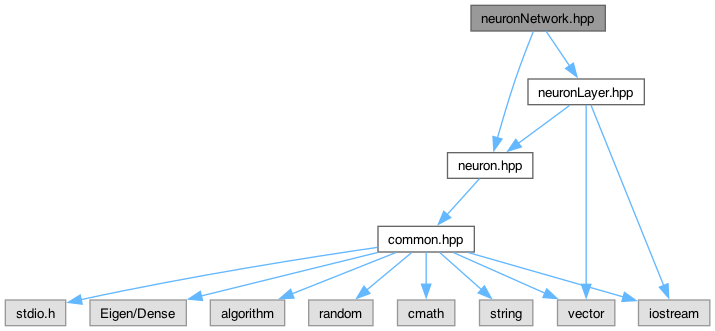 neuronNetwork.hpp
neuronLayer.hpp
neuron.hpp
common.hpp
stdio.h
Eigen/Dense
algorithm
random
cmath
string
vector
iostream